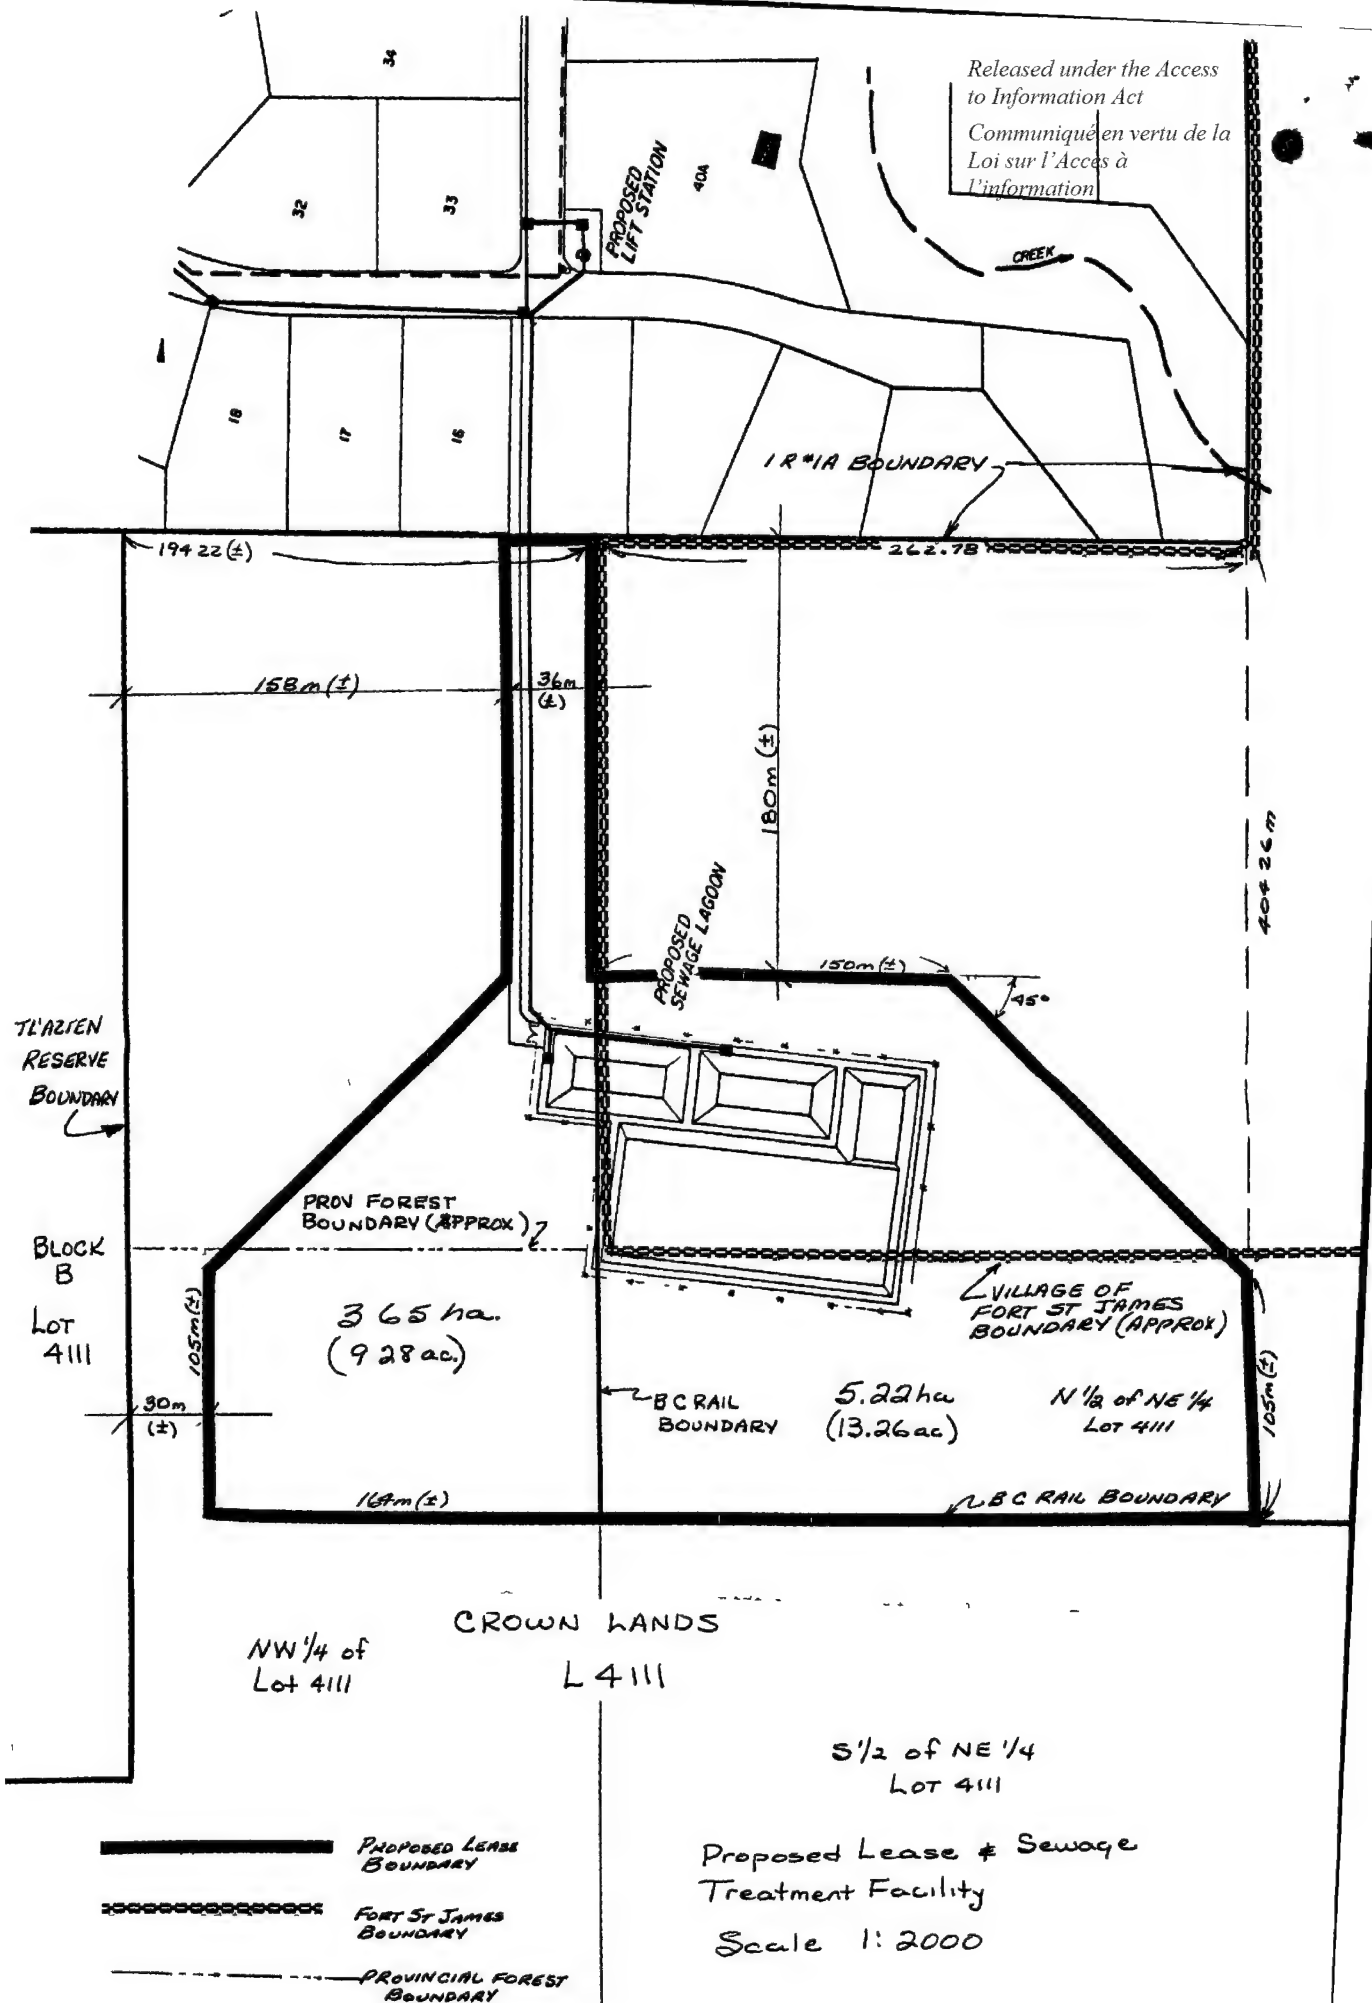 Released under the Access
to Information Act
Communiqué en vertu de la
Loi sur l'Accès à
l'information
34
32
33
PROPOSED
LIFT STATION
40A
CREEK
18
17
16
I R #1A BOUNDARY
194 22 (±)
262.78
158m (±)
36m
(±)
180m (±)
404 26 m
PROPOSED
SEWAGE LAGOON
150m (±)
45°
TL'AZTEN
RESERVE
BOUNDARY
PROV FOREST
BOUNDARY (APPROX)
BLOCK
B
LOT
4111
105m (±)
3 65 ha.
(9 28 ac.)
VILLAGE OF
FORT ST JAMES
BOUNDARY (APPROX)
30m
(±)
B C RAIL
BOUNDARY
5.22 ha
(13.26 ac)
N 1/2 of NE 1/4
LOT 4111
105m (±)
164m (±)
B C RAIL BOUNDARY
CROWN LANDS
L 4111
NW 1/4 of
Lot 4111
S 1/2 of NE 1/4
LOT 4111
PROPOSED LEASE
BOUNDARY
FORT ST JAMES
BOUNDARY
PROVINCIAL FOREST
BOUNDARY
Proposed Lease & Sewage
Treatment Facility
Scale 1:2000